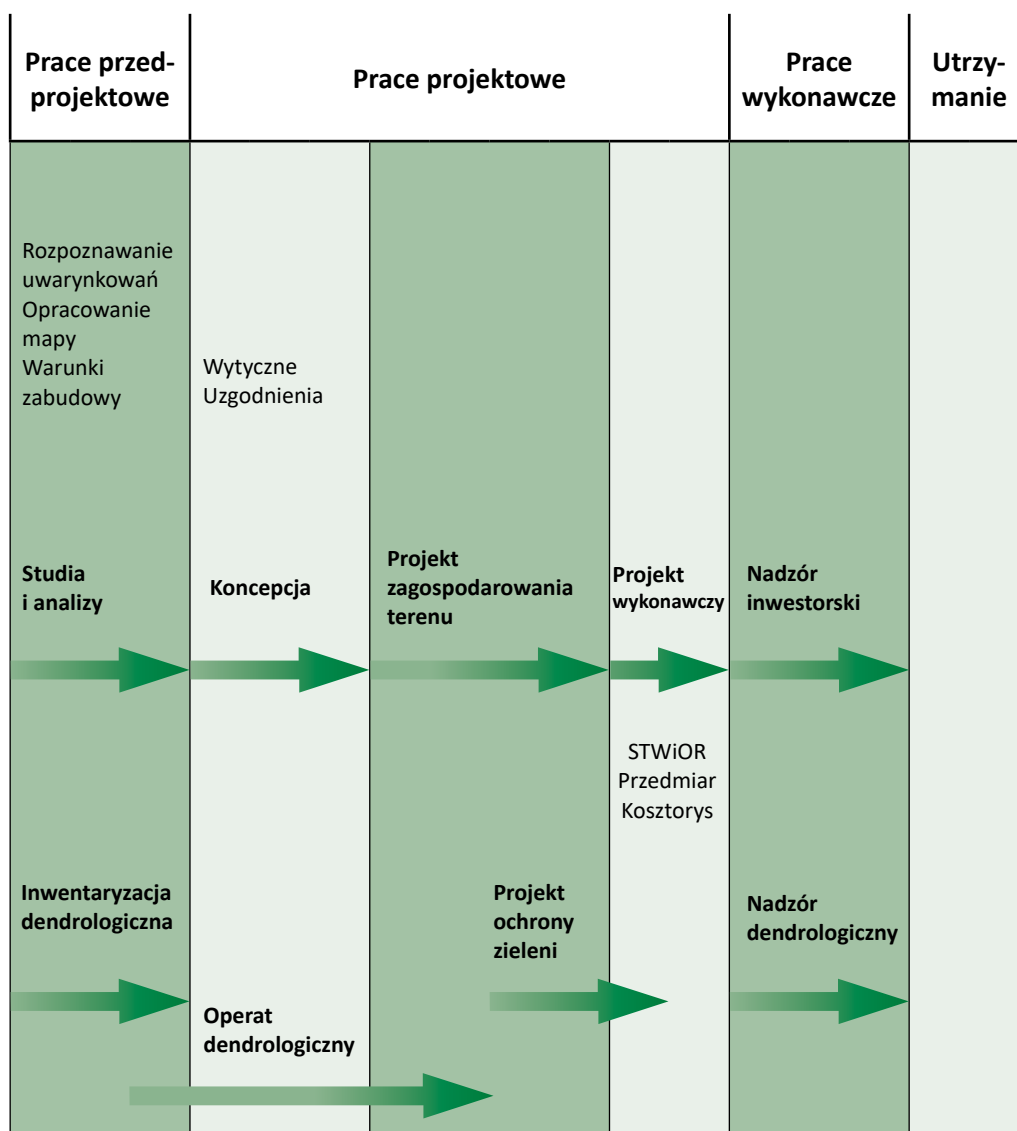 Prace przed-
projektowe
Prace projektowe
Prace
wykonawcze
Utrzy-
manie
Rozpoznawanie
uwarynkowań
Opracowanie
mapy
Warunki
zabudowy
Wytyczne
Uzgodnienia
Studia
i analizy
Koncepcja
Projekt
zagospodarowania
terenu
Projekt
wykonawczy
Nadzór
inwestorski
STWiOR
Przedmiar
Kosztorys
Inwentaryzacja
dendrologiczna
Operat
dendrologiczny
Projekt
ochrony
zieleni
Nadzór
dendrologiczny